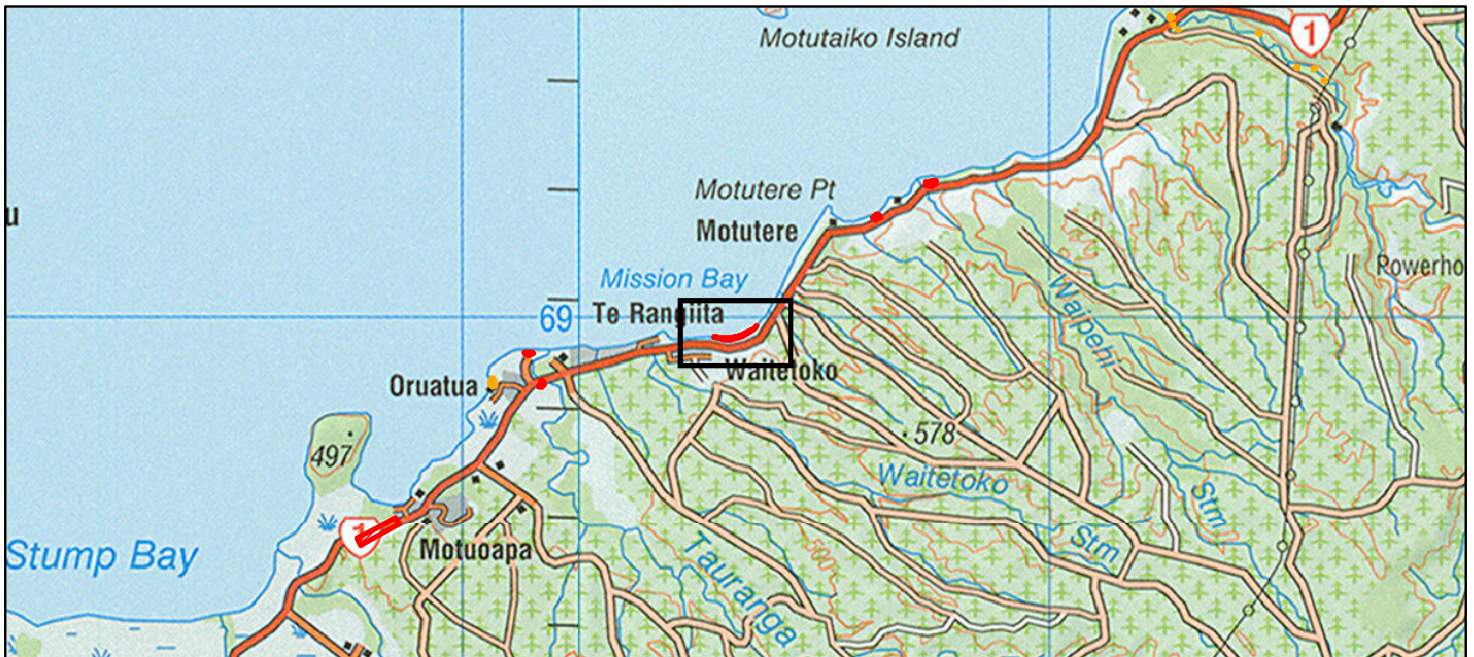 Motutaiko Island
1
Motutere Pt
u
Motutere
Powerho
Mission Bay
Waipehi
Te Rangiita
69
Waitetoko
Oruatua
578
497
Waitetoko
Stm
Stm
1
Stump Bay
Motuoapa
500
Tauranga